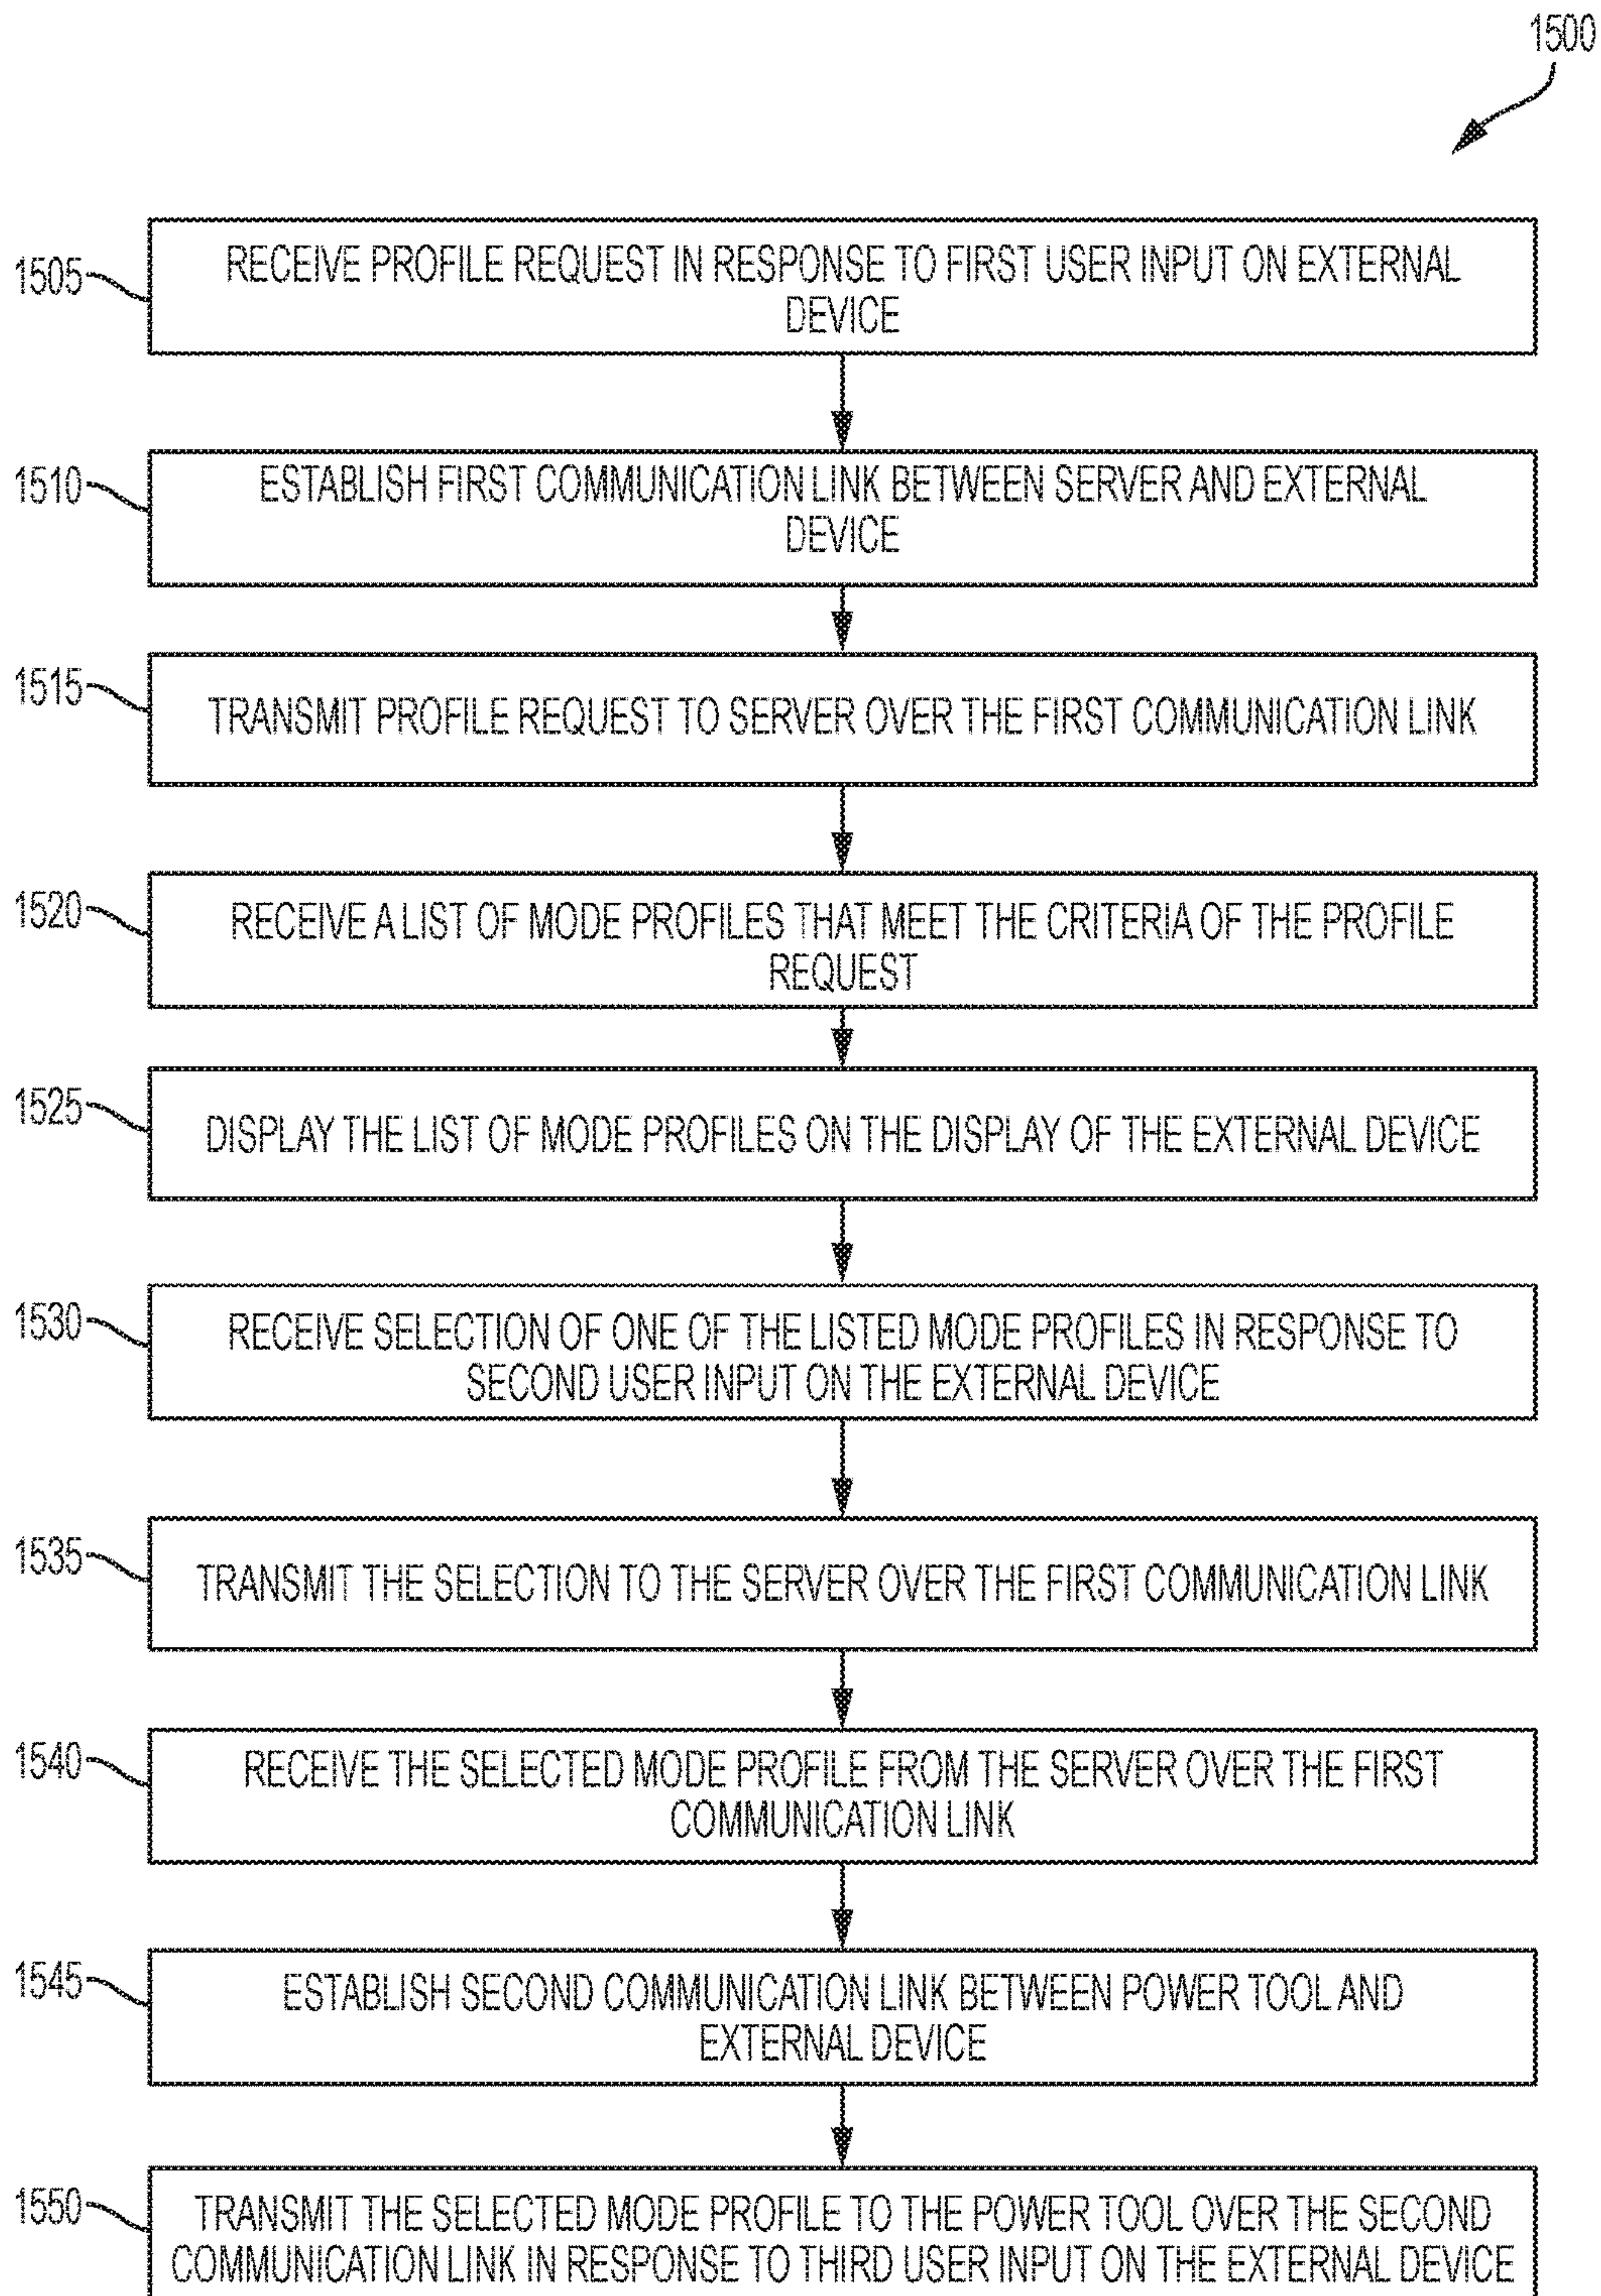 1500
1505
RECEIVE PROFILE REQUEST IN RESPONSE TO FIRST USER INPUT ON EXTERNAL
DEVICE
1510
ESTABLISH FIRST COMMUNICATION LINK BETWEEN SERVER AND EXTERNAL
DEVICE
1515
TRANSMIT PROFILE REQUEST TO SERVER OVER THE FIRST COMMUNICATION LINK
1520
RECEIVE A LIST OF MODE PROFILES THAT MEET THE CRITERIA OF THE PROFILE
REQUEST
1525
DISPLAY THE LIST OF MODE PROFILES ON THE DISPLAY OF THE EXTERNAL DEVICE
1530
RECEIVE SELECTION OF ONE OF THE LISTED MODE PROFILES IN RESPONSE TO
SECOND USER INPUT ON THE EXTERNAL DEVICE
1535
TRANSMIT THE SELECTION TO THE SERVER OVER THE FIRST COMMUNICATION LINK
1540
RECEIVE THE SELECTED MODE PROFILE FROM THE SERVER OVER THE FIRST
COMMUNICATION LINK
1545
ESTABLISH SECOND COMMUNICATION LINK BETWEEN POWER TOOL AND
EXTERNAL DEVICE
1550
TRANSMIT THE SELECTED MODE PROFILE TO THE POWER TOOL OVER THE SECOND
COMMUNICATION LINK IN RESPONSE TO THIRD USER INPUT ON THE EXTERNAL DEVICE